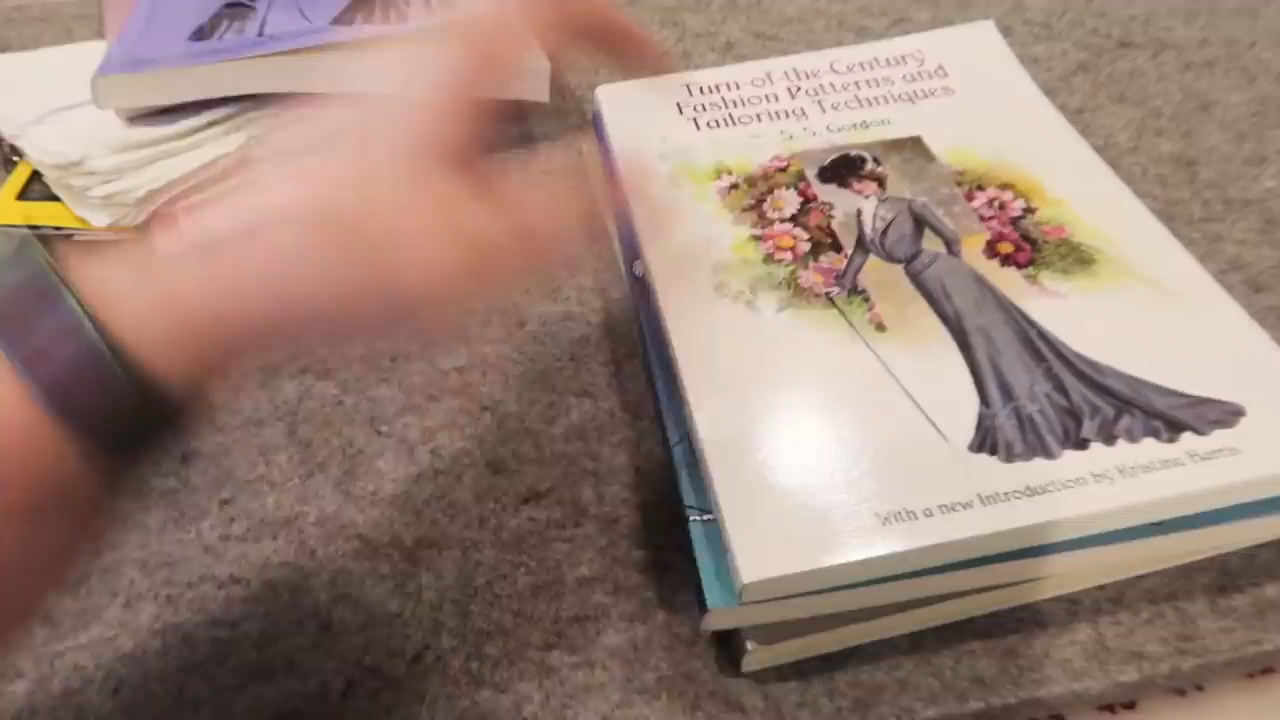 Turn-of-the-Century
Fashion Patterns and
Tailoring Techniques
S. S. Gordon
With a new Introduction by Kristina Harris